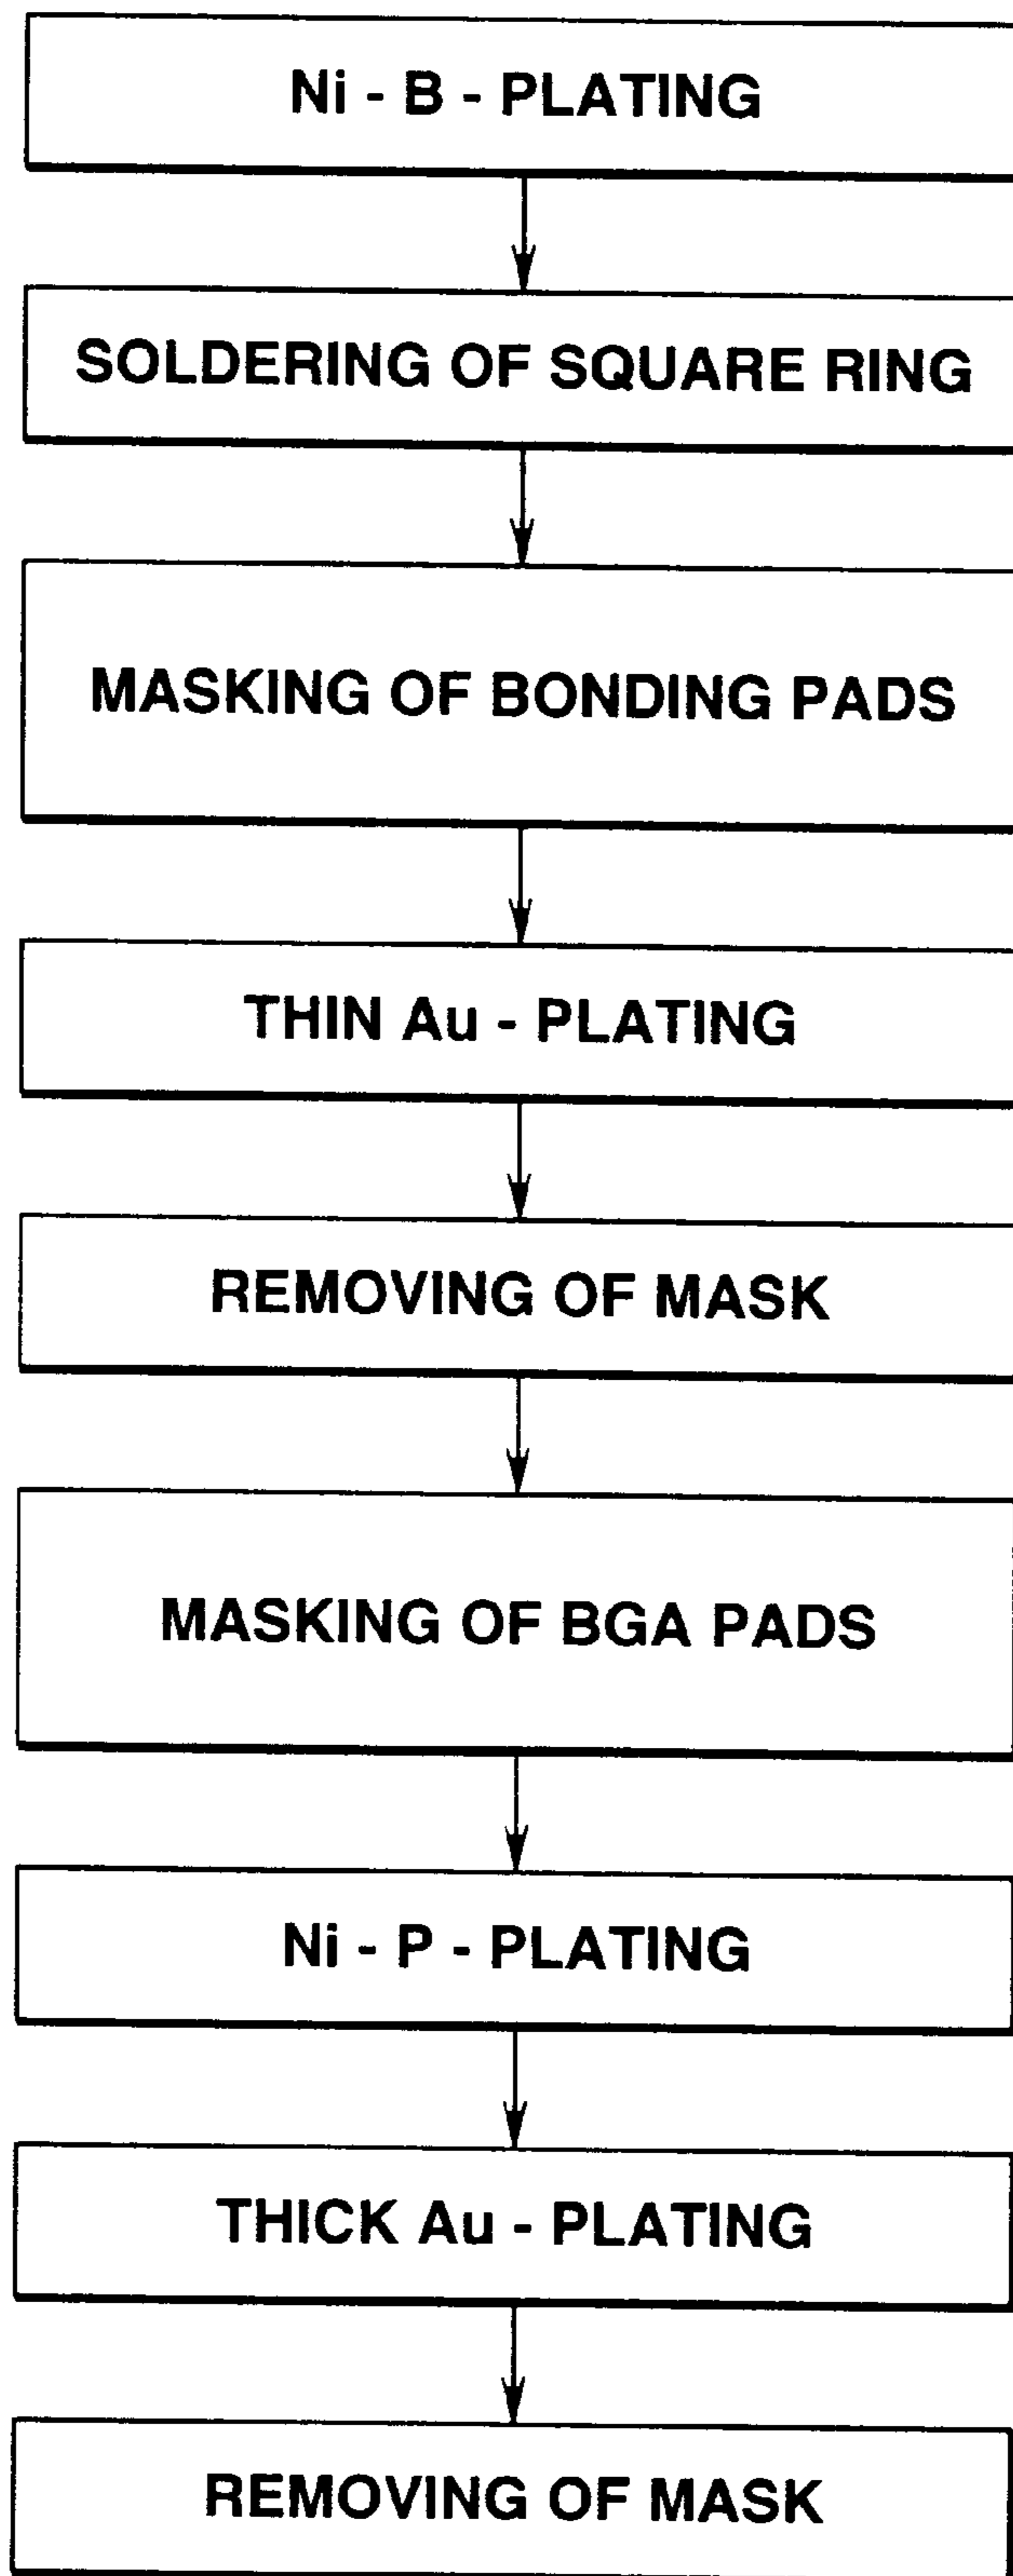 Ni - B - PLATING
SOLDERING OF SQUARE RING
MASKING OF BONDING PADS
THIN Au - PLATING
REMOVING OF MASK
MASKING OF BGA PADS
Ni - P - PLATING
THICK Au - PLATING
REMOVING OF MASK